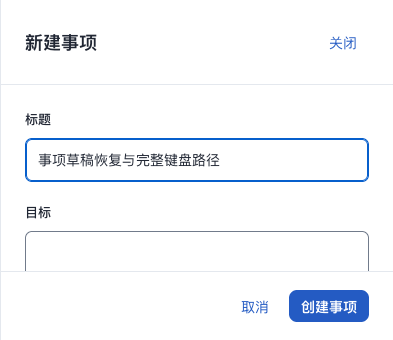 新建事项
关闭
标题
事项草稿恢复与完整键盘路径
目标
取消
创建事项